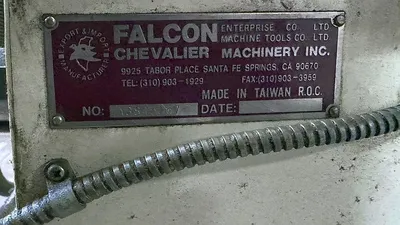 EXPORT & IMPORT
MANUFACTURER
FALCON ENTERPRISE CO LTD
MACHINE TOOLS CO LTD
CHEVALIER MACHINERY INC.
9925 TABOR PLACE SANTA FE SPRINGS, CA 90670
TEL:(310)903-1929 FAX:(310)903-3959
MADE IN TAIWAN R.O.C.
NO: DATE: